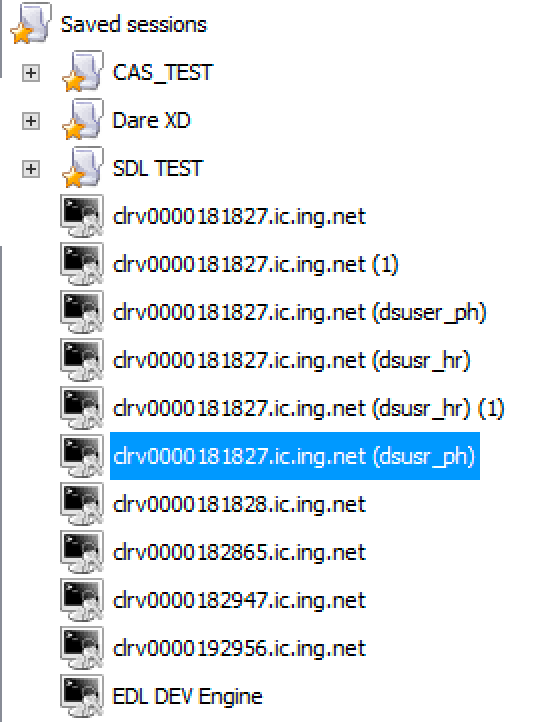 Saved sessions
CAS_TEST
Dare XD
SDL TEST
clrv0000181827.ic.ing.net
clrv0000181827.ic.ing.net (1)
clrv0000181827.ic.ing.net (dsuser_ph)
clrv0000181827.ic.ing.net (dsusr_hr)
clrv0000181827.ic.ing.net (dsusr_hr) (1)
clrv0000181827.ic.ing.net (dsusr_ph)
clrv0000181828.ic.ing.net
clrv0000182865.ic.ing.net
clrv0000182947.ic.ing.net
clrv0000192956.ic.ing.net
EDL DEV Engine